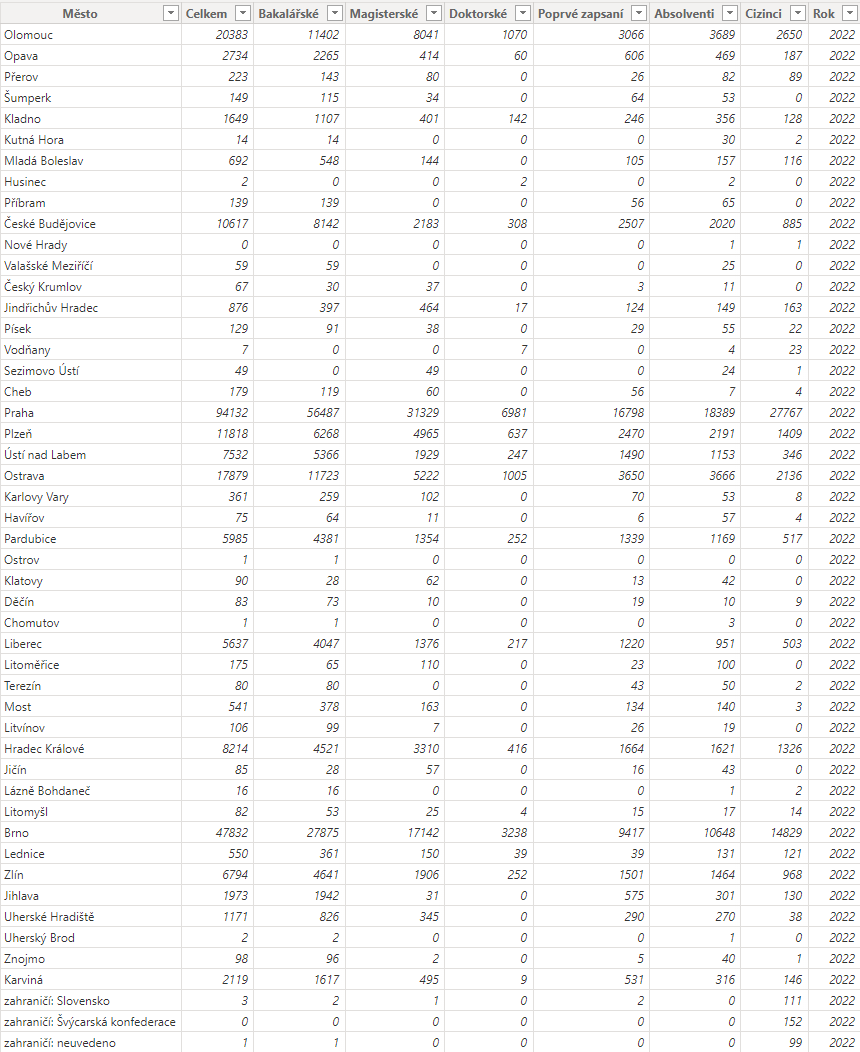 Město Celkem Bakalářské Magisterské Doktorské Poprvé zapsaní Absolventi Cizinci Rok
Olomouc 20383 11402 8041 1070 3066 3689 2650 2022
Opava 2734 2265 414 60 606 469 187 2022
Přerov 223 143 80 0 26 82 89 2022
Šumperk 149 115 34 0 64 53 0 2022
Kladno 1649 1107 401 142 246 356 128 2022
Kutná Hora 14 14 0 0 0 30 2 2022
Mladá Boleslav 692 548 144 0 105 157 116 2022
Husinec 2 0 0 2 0 2 0 2022
Příbram 139 139 0 0 56 65 0 2022
České Budějovice 10617 8142 2183 308 2507 2020 885 2022
Nové Hrady 0 0 0 0 0 1 1 2022
Valašské Meziříčí 59 59 0 0 0 25 0 2022
Český Krumlov 67 30 37 0 3 11 0 2022
Jindřichův Hradec 876 397 464 17 124 149 163 2022
Písek 129 91 38 0 29 55 22 2022
Vodňany 7 0 0 7 0 4 23 2022
Sezimovo Ústí 49 0 49 0 0 24 1 2022
Cheb 179 119 60 0 56 7 4 2022
Praha 94132 56487 31329 6981 16798 18389 27767 2022
Plzeň 11818 6268 4965 637 2470 2191 1409 2022
Ústí nad Labem 7532 5366 1929 247 1490 1153 346 2022
Ostrava 17879 11723 5222 1005 3650 3666 2136 2022
Karlovy Vary 361 259 102 0 70 53 8 2022
Havířov 75 64 11 0 6 57 4 2022
Pardubice 5985 4381 1354 252 1339 1169 517 2022
Ostrov 1 1 0 0 0 0 0 2022
Klatovy 90 28 62 0 13 42 0 2022
Děčín 83 73 10 0 19 10 9 2022
Chomutov 1 1 0 0 0 3 0 2022
Liberec 5637 4047 1376 217 1220 951 503 2022
Litoměřice 175 65 110 0 23 100 0 2022
Terezín 80 80 0 0 43 50 2 2022
Most 541 378 163 0 134 140 3 2022
Litvínov 106 99 7 0 26 19 0 2022
Hradec Králové 8214 4521 3310 416 1664 1621 1326 2022
Jičín 85 28 57 0 16 43 0 2022
Lázně Bohdaneč 16 16 0 0 0 1 2 2022
Litomyšl 82 53 25 4 15 17 14 2022
Brno 47832 27875 17142 3238 9417 10648 14829 2022
Lednice 550 361 150 39 39 131 121 2022
Zlín 6794 4641 1906 252 1501 1464 968 2022
Jihlava 1973 1942 31 0 575 301 130 2022
Uherské Hradiště 1171 826 345 0 290 270 38 2022
Uherský Brod 2 2 0 0 0 1 0 2022
Znojmo 98 96 2 0 5 40 1 2022
Karviná 2119 1617 495 9 531 316 146 2022
zahraničí: Slovensko 3 2 1 0 2 0 111 2022
zahraničí: Švýcarská konfederace 0 0 0 0 0 0 152 2022
zahraničí: neuvedeno 1 1 0 0 0 0 99 2022